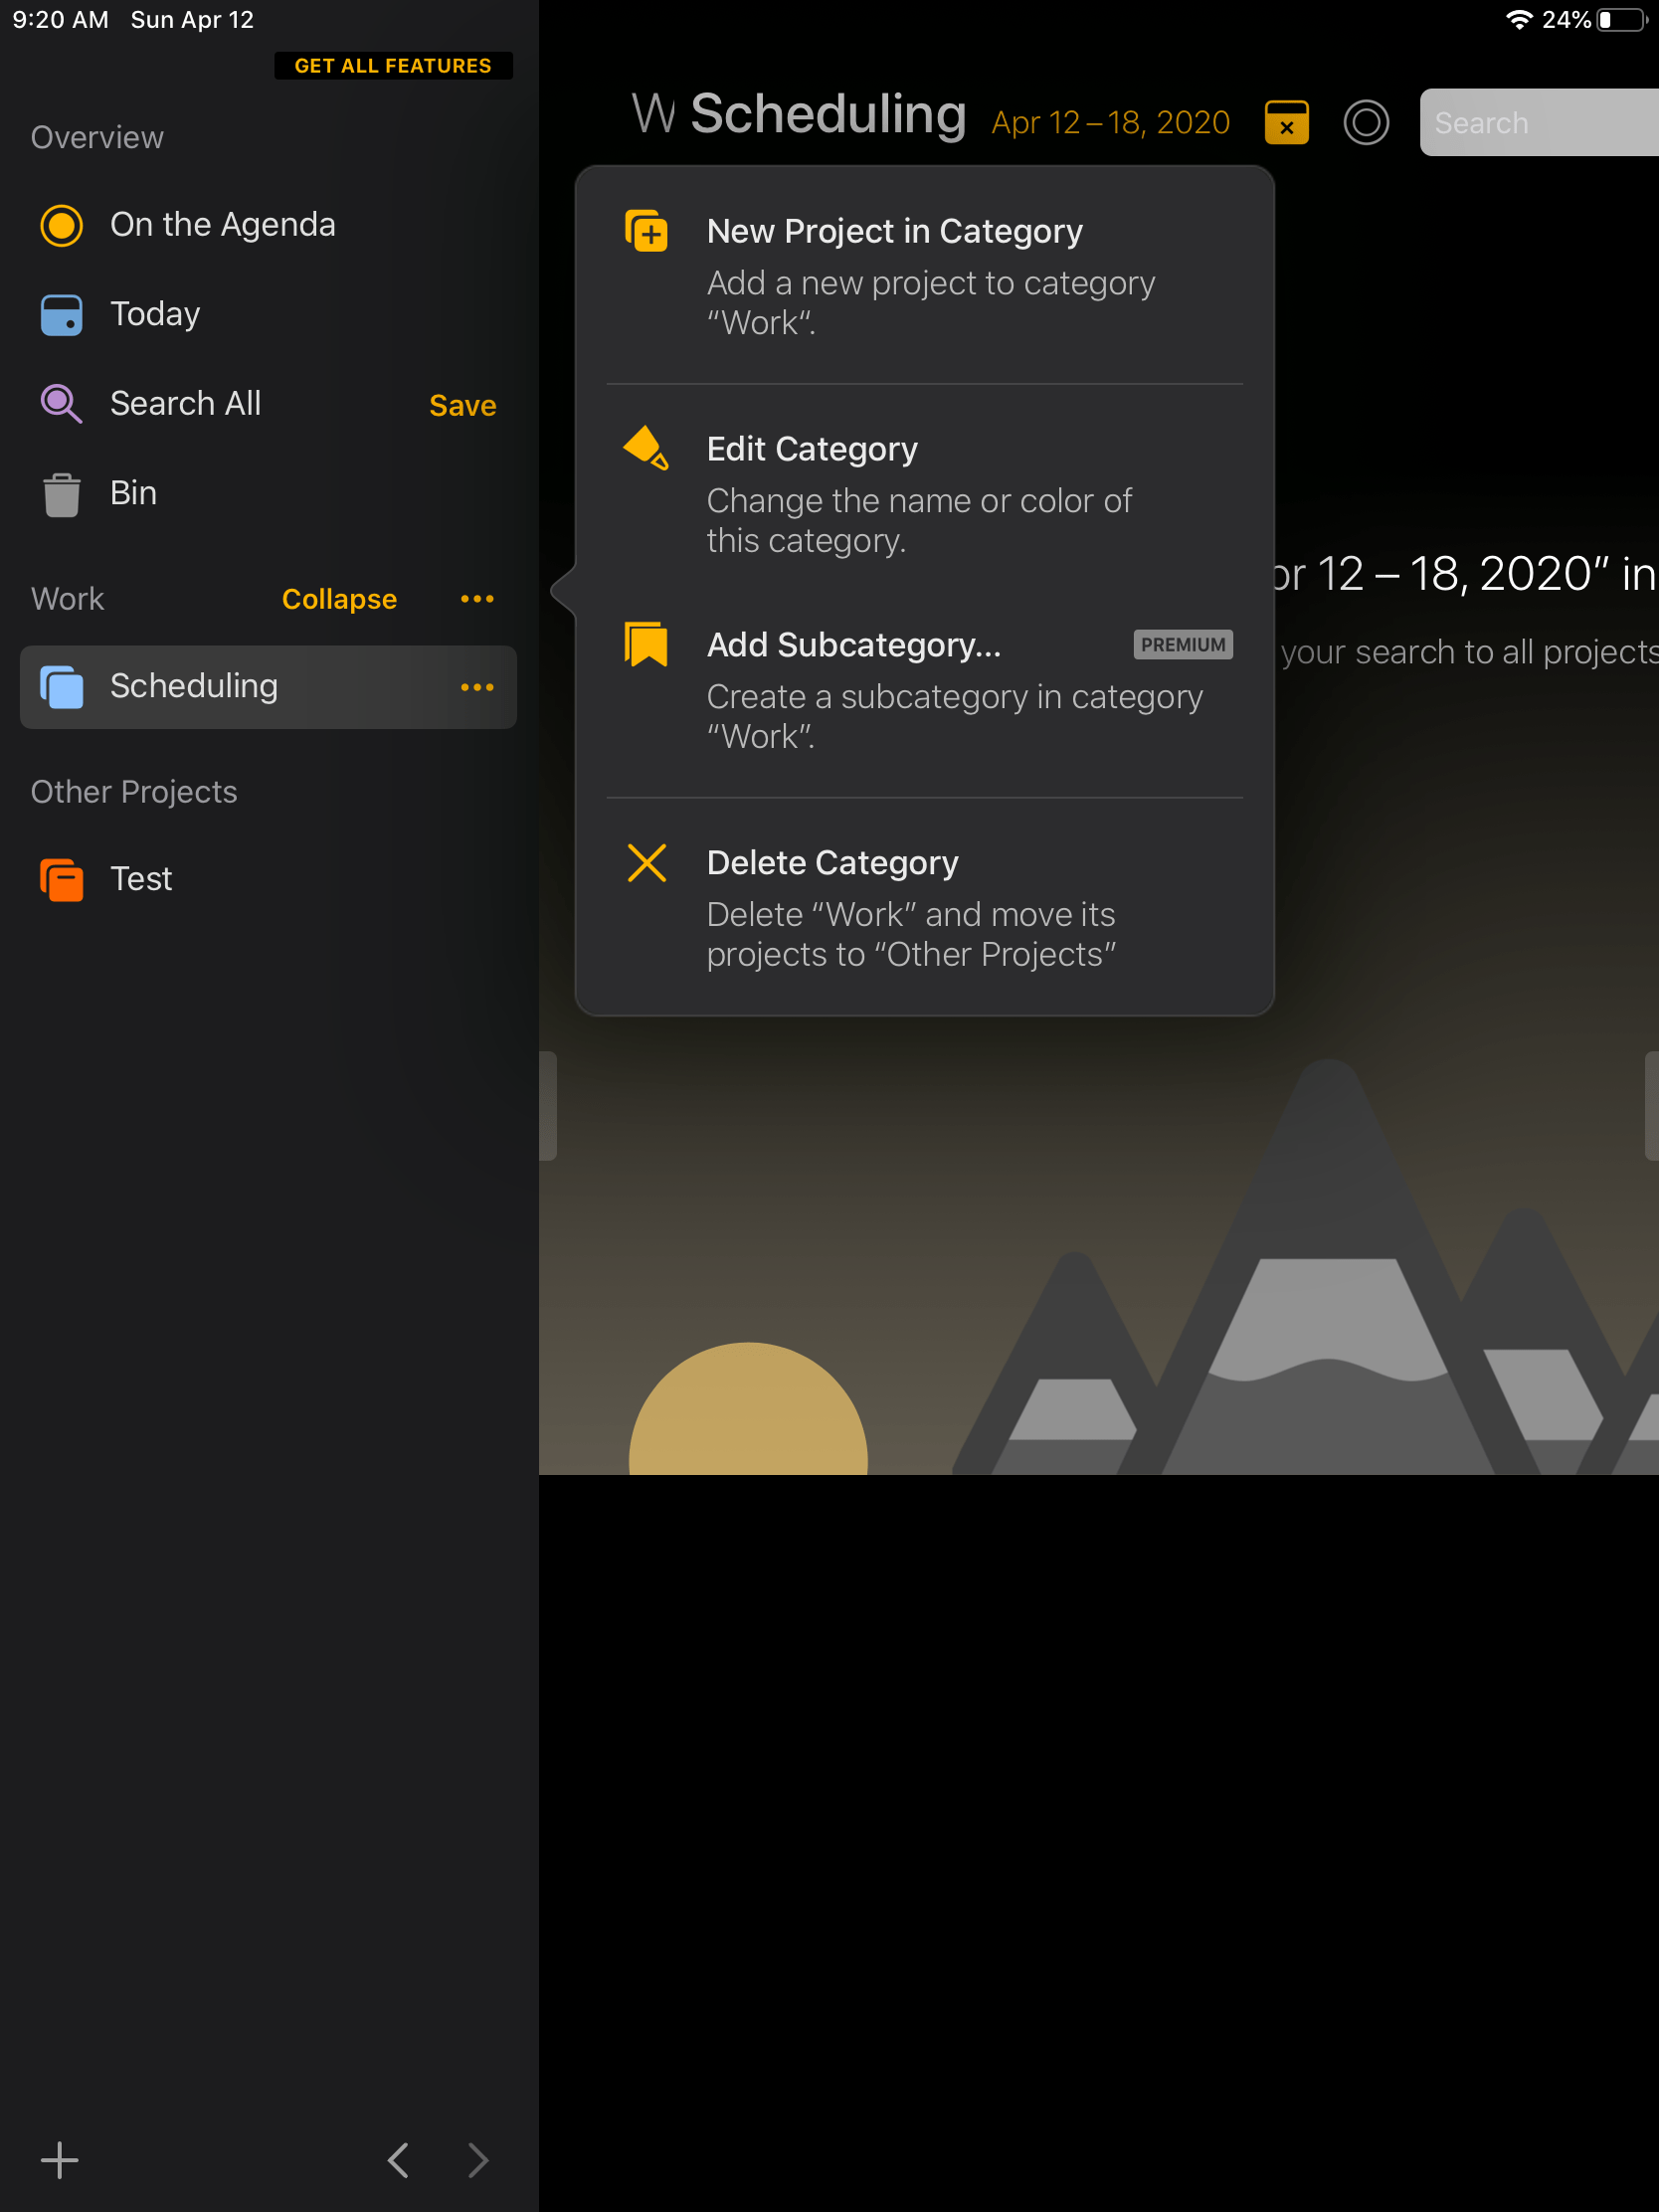 9:20 AM Sun Apr 12
24%
GET ALL FEATURES
Overview
On the Agenda
Today
Search All Save
Bin
Work Collapse
Scheduling
Other Projects
Test
W Scheduling Apr 12 – 18, 2020 Search
New Project in Category
Add a new project to category
“Work“.
Edit Category
Change the name or color of
this category.
Add Subcategory... PREMIUM
Create a subcategory in category
“Work”.
Delete Category
Delete “Work” and move its
projects to “Other Projects”
12 – 18, 2020” in
your search to all projects